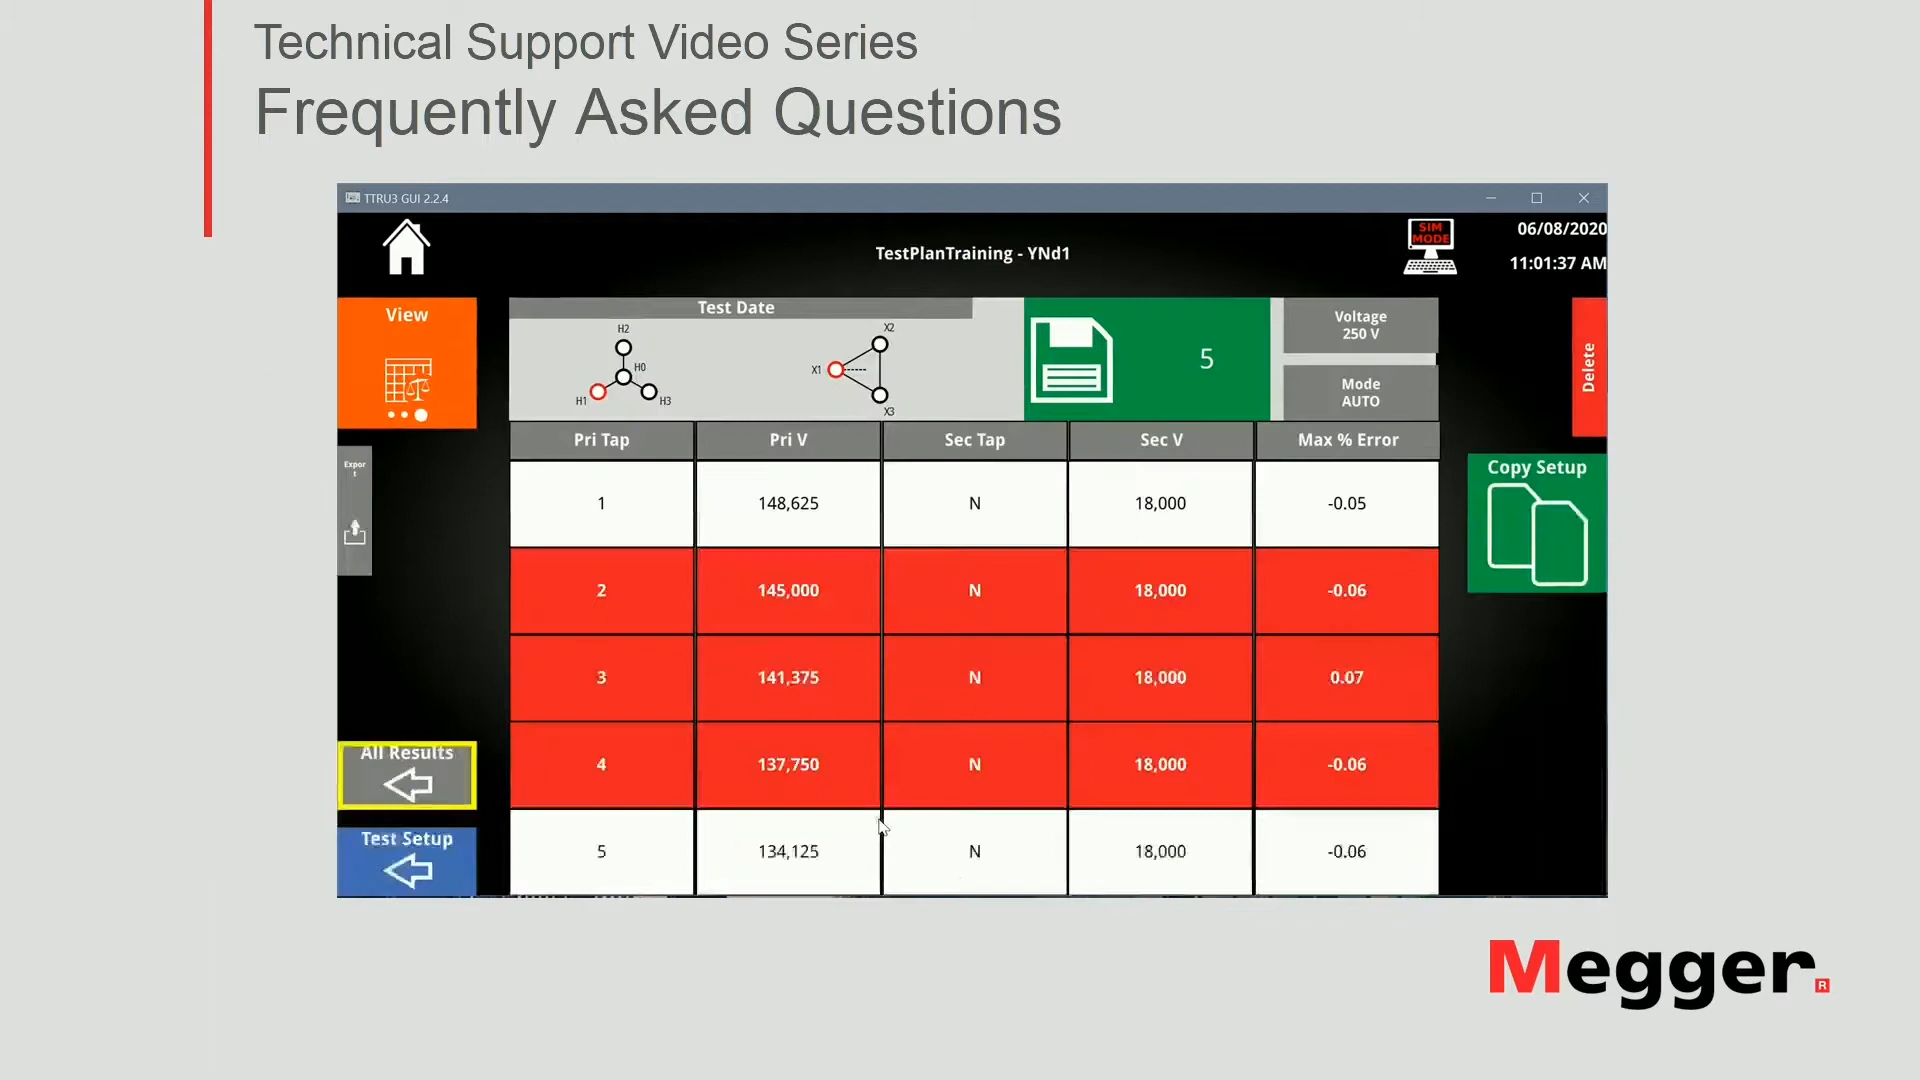 Technical Support Video Series
Frequently Asked Questions
TTRU3 GUI 2.2.4
TestPlanTraining - YNd1
SIM
MODE
06/08/2020
11:01:37 AM
View
Test Date
H2
H0
H1
H3
X2
X1
X3
5
Voltage
250 V
Mode
AUTO
Delete
Expor
t
Copy Setup
Pri Tap Pri V Sec Tap Sec V Max % Error
1 148,625 N 18,000 -0.05
2 145,000 N 18,000 -0.06
3 141,375 N 18,000 0.07
4 137,750 N 18,000 -0.06
5 134,125 N 18,000 -0.06
All Results
Test Setup
Megger
R